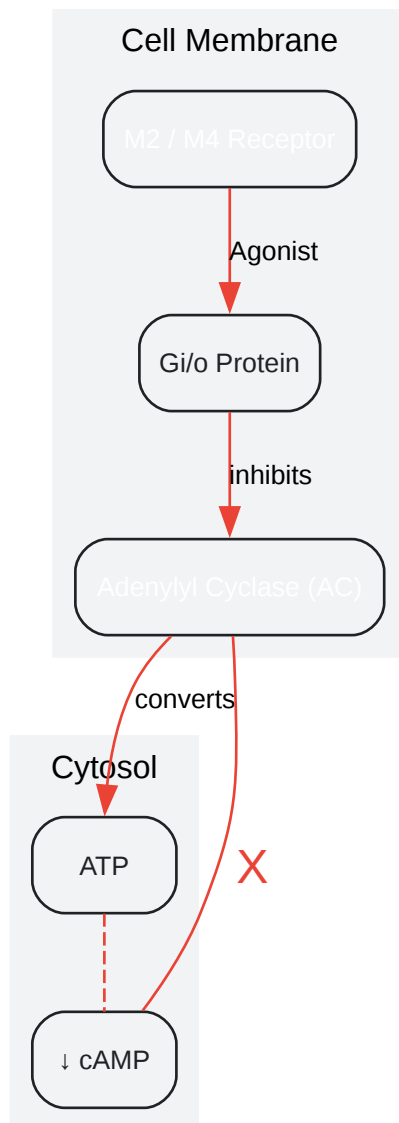 Cell Membrane
M2 / M4 Receptor
Agonist
Gi/o Protein
inhibits
Adenylyl Cyclase (AC)
converts
Cytosol
ATP
X
↓ cAMP